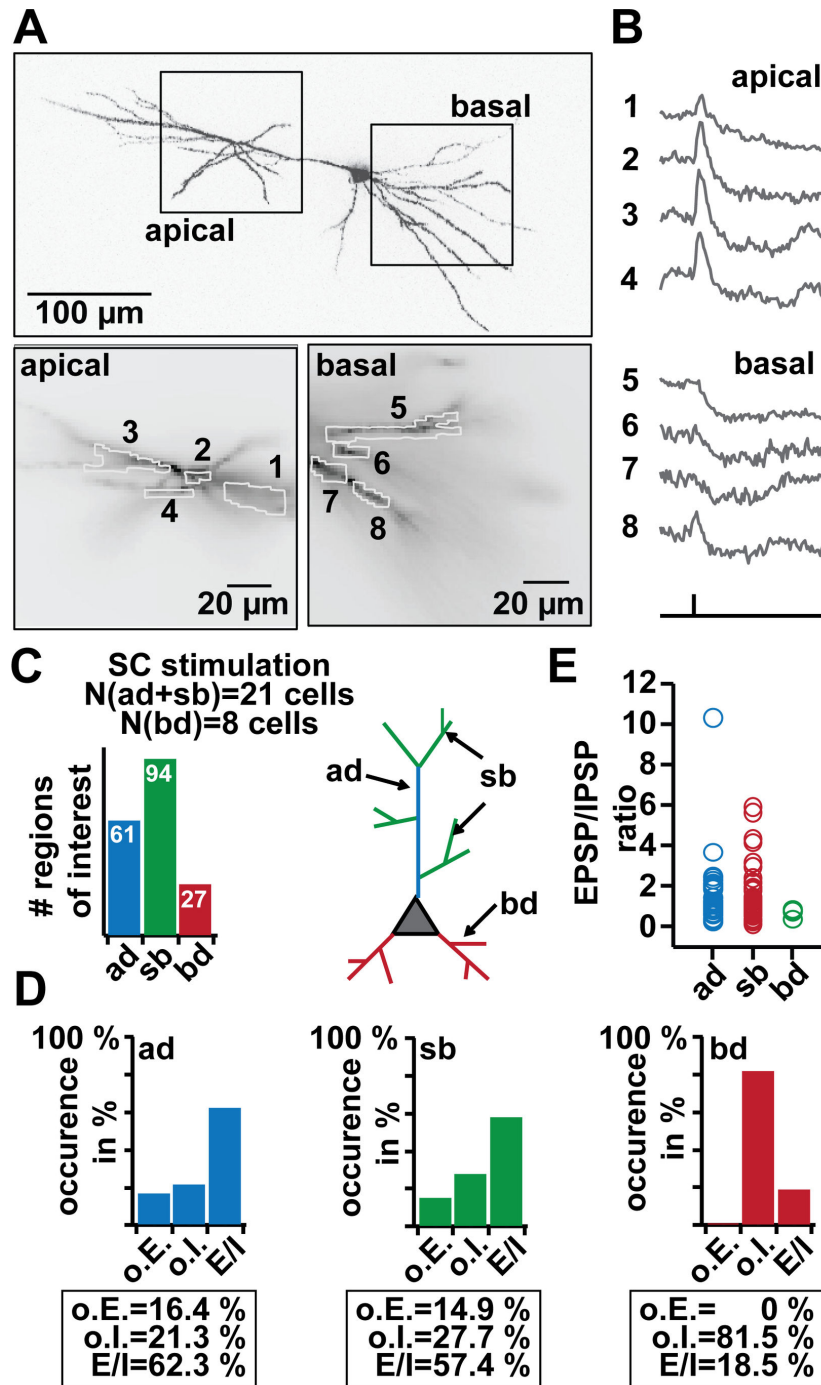 A
basal
apical
100 µm
apical
3
2
1
4
20 µm
basal
5
6
7
8
20 µm
B
apical
1
2
3
4
basal
5
6
7
8
C
SC stimulation
N(ad+sb)=21 cells
N(bd)=8 cells
# regions
of interest
61
94
27
ad
sb
bd
ad
sb
bd
E
EPSP/IPSP
ratio
12
10
8
6
4
2
0
ad
sb
bd
D
100 %
ad
occurence
in %
o.E.
o.I.
E/I
o.E.=16.4 %
o.I.=21.3 %
E/I=62.3 %
100 %
sb
occurence
in %
o.E.
o.I.
E/I
o.E.=14.9 %
o.I.=27.7 %
E/I=57.4 %
100 %
bd
occurence
in %
o.E.
o.I.
E/I
o.E.= 0 %
o.I.=81.5 %
E/I=18.5 %